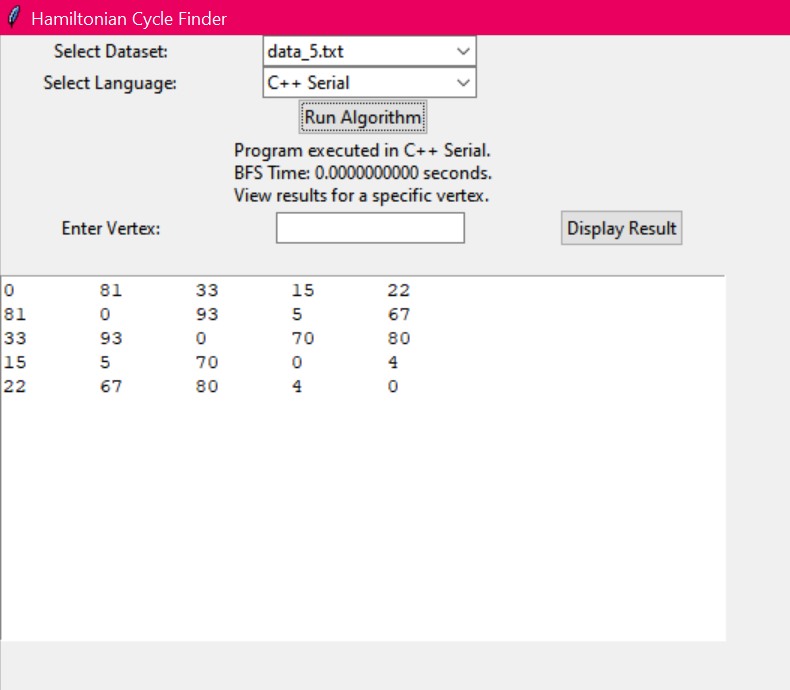 Hamiltonian Cycle Finder
Select Dataset: data_5.txt
Select Language: C++ Serial
Run Algorithm
Program executed in C++ Serial.
BFS Time: 0.0000000000 seconds.
View results for a specific vertex.
Enter Vertex: Display Result
0 81 33 15 22
81 0 93 5 67
33 93 0 70 80
15 5 70 0 4
22 67 80 4 0